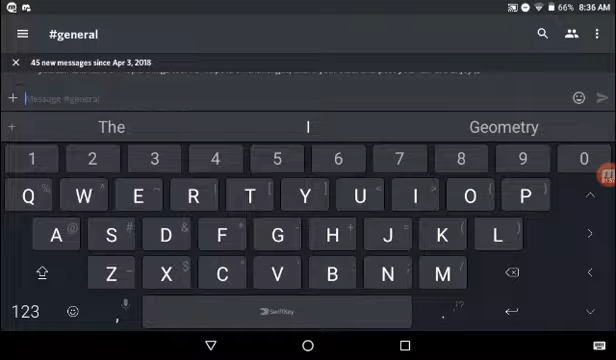 66% 8:36 AM
#general
× 45 new messages since Apr 3, 2018
+ Message #general
+ The I Geometry
1 2 3 4 5 6 7 8 9 0
Q W E R T Y U I O P
A S D F G H J K L
Z X C V B N M
123 , SwiftKey . !?